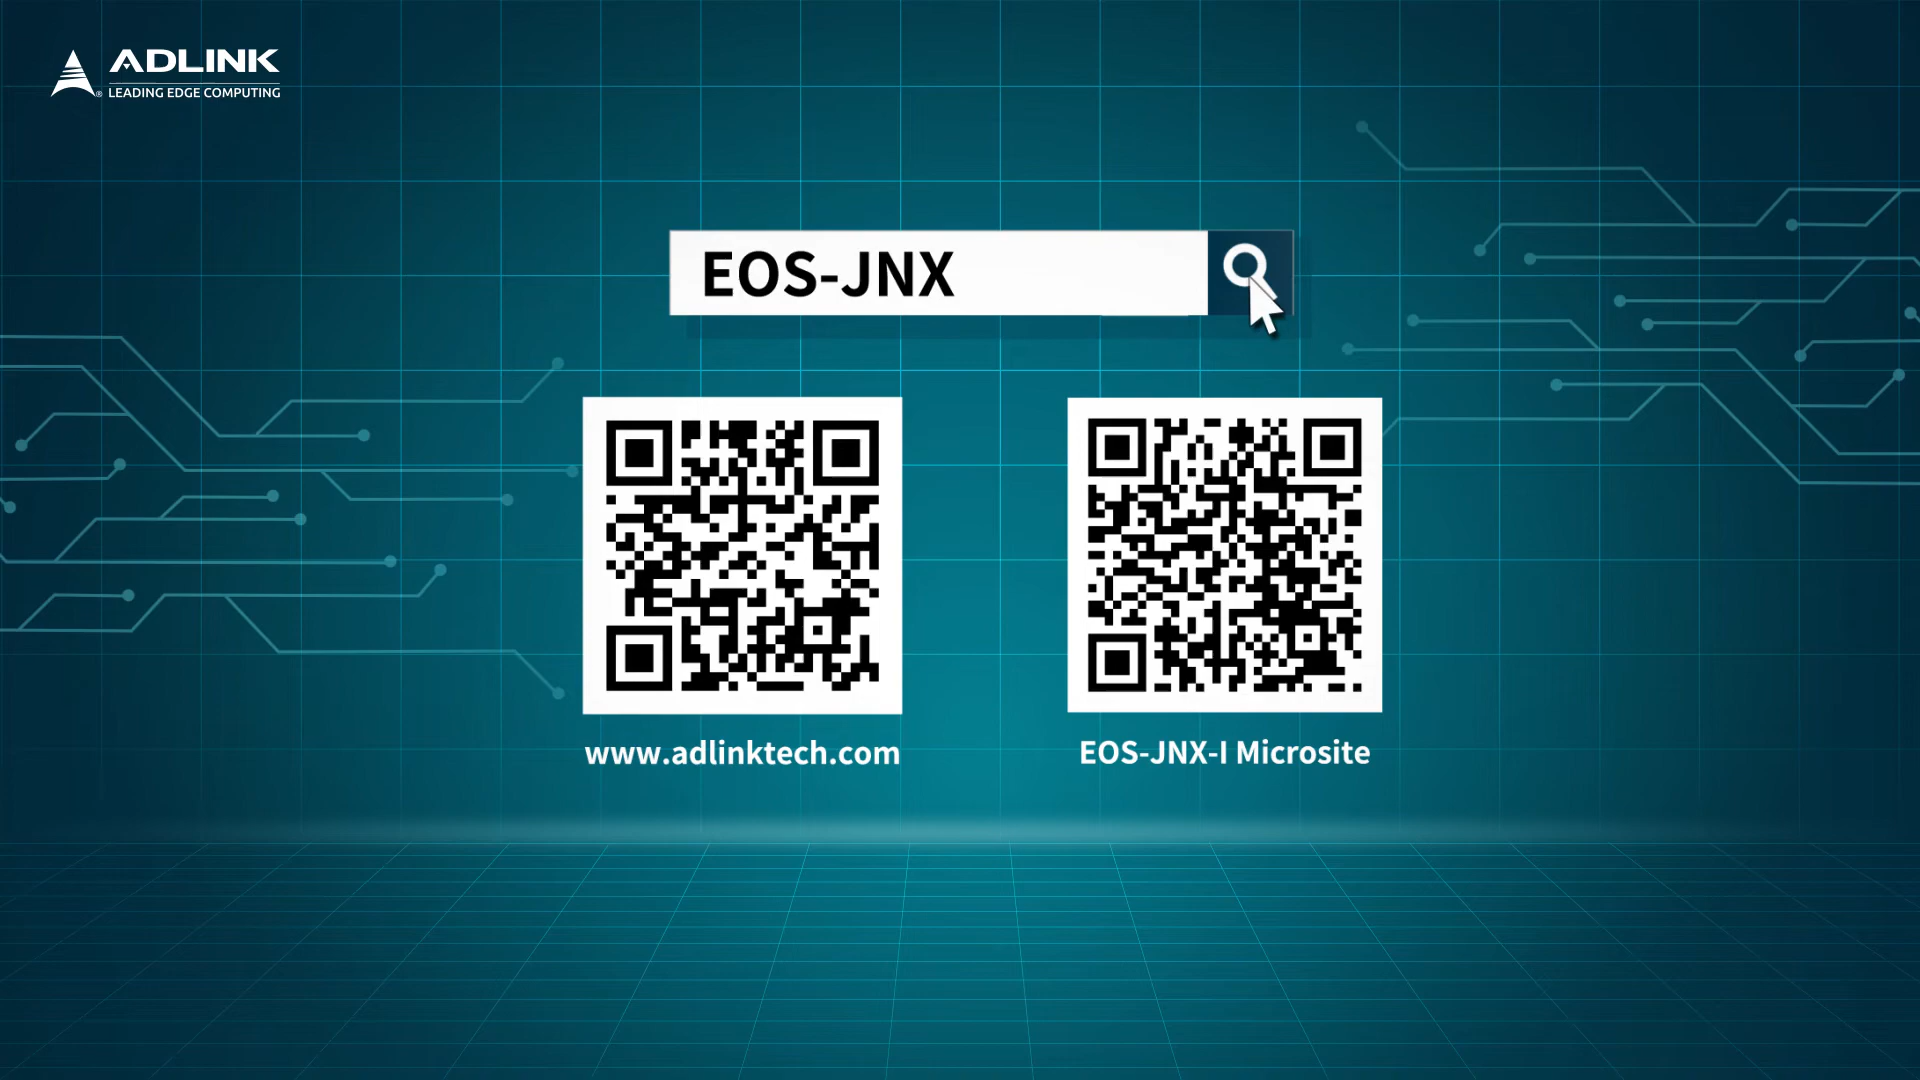 ADLINK
LEADING EDGE COMPUTING
EOS-JNX
www.adlinktech.com
EOS-JNX-I Microsite